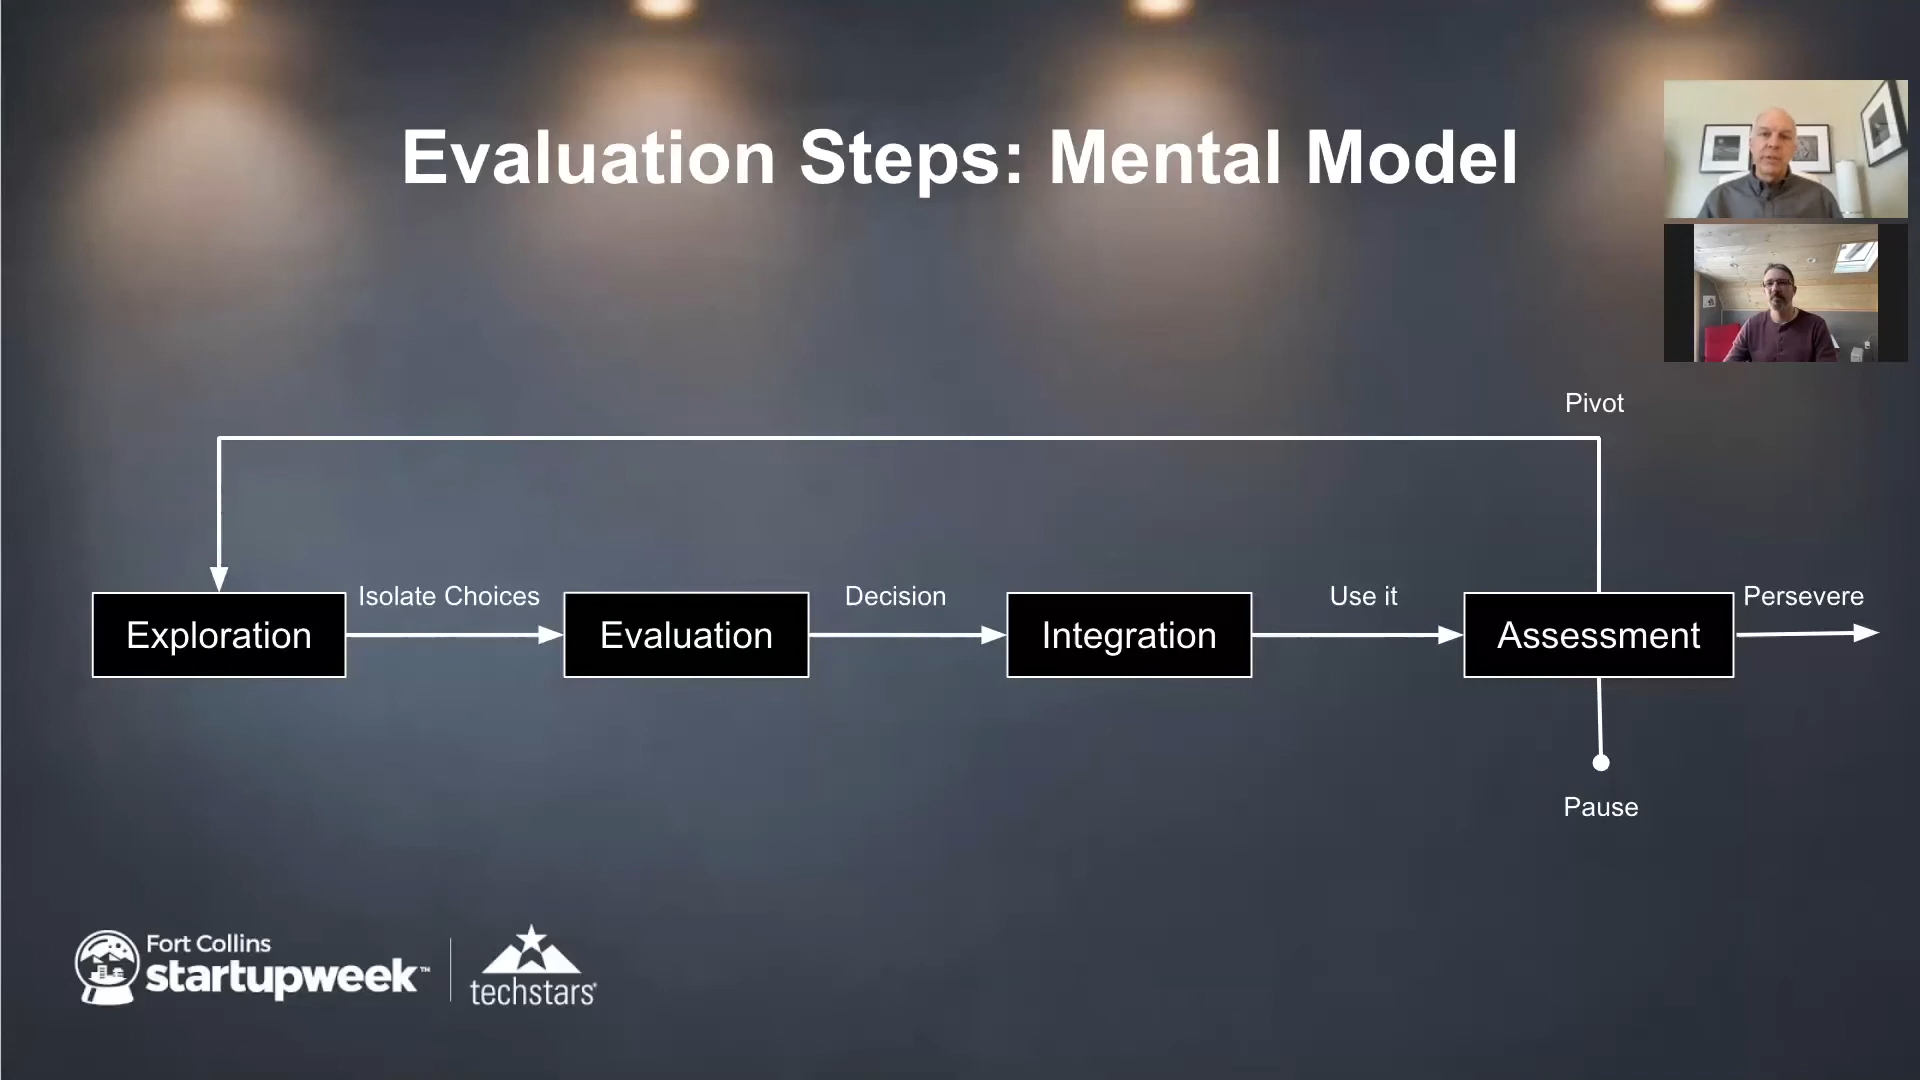 Evaluation Steps: Mental Model
Pivot
Exploration
Isolate Choices
Evaluation
Decision
Integration
Use it
Assessment
Persevere
Pause
Fort Collins
startupweek™
techstars®